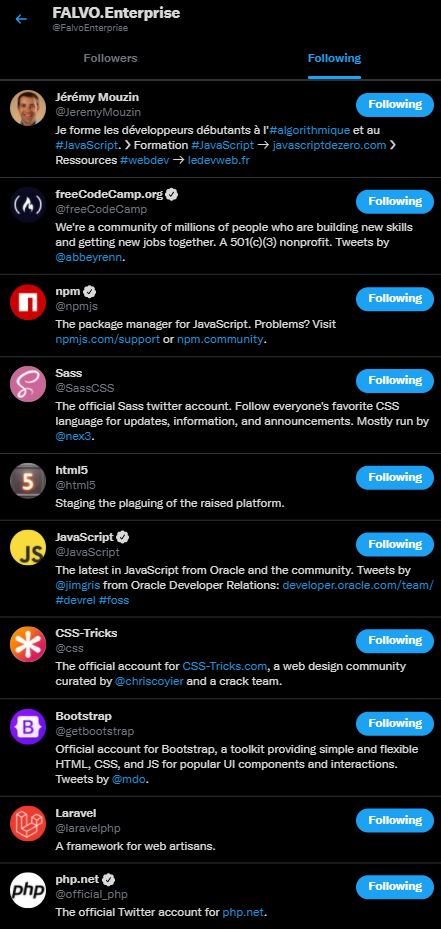 FALVO.Enterprise
@FalvoEnterprise
Followers
Following
Jérémy Mouzin
Following
@JeremyMouzin
Je forme les développeurs débutants à l'#algorithmique et au
#JavaScript. ❯ Formation #JavaScript → javascriptdezero.com ❯
Ressources #webdev → ledevweb.fr
freeCodeCamp.org
Following
@freeCodeCamp
We're a community of millions of people who are building new skills
and getting new jobs together. A 501(c)(3) nonprofit. Tweets by
@abbeyrenn.
npm
Following
@npmjs
The package manager for JavaScript. Problems? Visit
npmjs.com/support or npm.community.
Sass
Following
@SassCSS
The official Sass twitter account. Follow everyone's favorite CSS
language for updates, information, and announcements. Mostly run by
@nex3.
5
html5
Following
@html5
Staging the plaguing of the raised platform.
JS
JavaScript
Following
@JavaScript
The latest in JavaScript from Oracle and the community. Tweets by
@jimgris from Oracle Developer Relations: developer.oracle.com/team/
#devrel #foss
CSS-Tricks
Following
@css
The official account for CSS-Tricks.com, a web design community
curated by @chriscoyier and a crack team.
B
Bootstrap
Following
@getbootstrap
Official account for Bootstrap, a toolkit providing simple and flexible
HTML, CSS, and JS for popular UI components and interactions.
Tweets by @mdo.
Laravel
Following
@laravelphp
A framework for web artisans.
php
php.net
Following
@official_php
The official Twitter account for php.net.